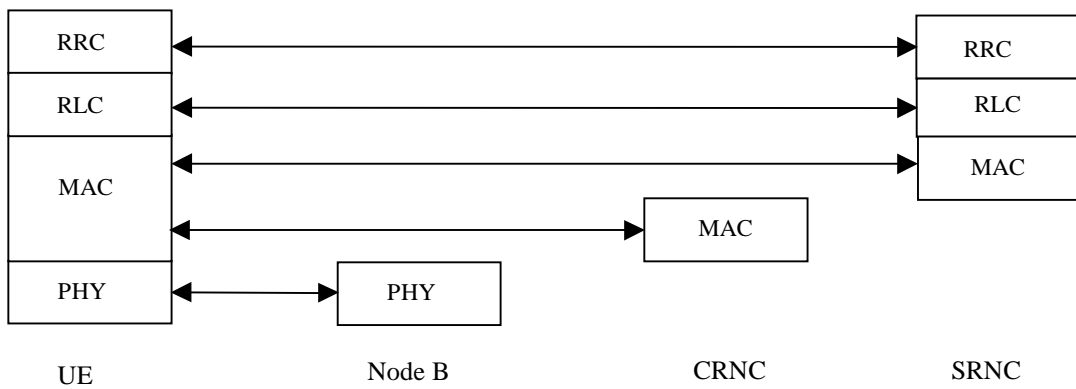 RRC
RRC
RLC
RLC
MAC
MAC
MAC
PHY
PHY
UE
Node B
CRNC
SRNC